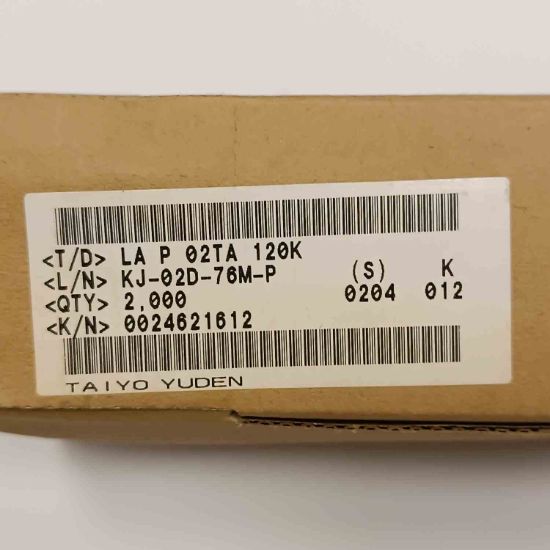 <T/D> LA P 02TA 120K
<L/N> KJ-02D-76M-P (S) K
<QTY> 2,000 0204 012
<K/N> 0024621612
TAIYO YUDEN